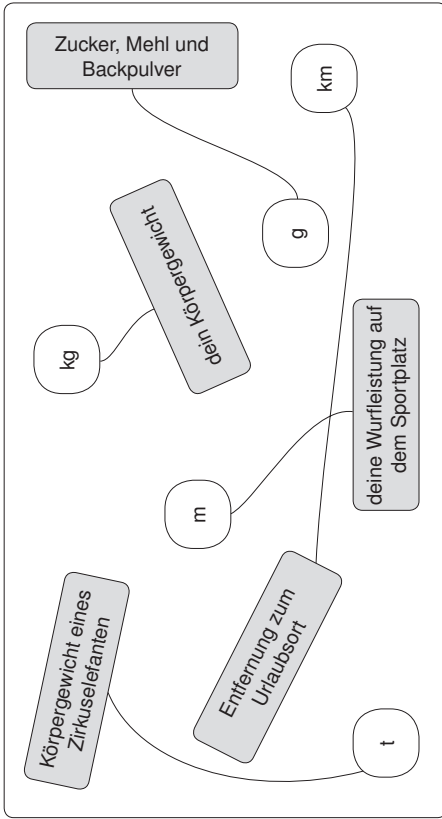 Zucker, Mehl und
Backpulver
km
g
dein Körpergewicht
kg
deine Wurfleistung auf
dem Sportplatz
m
Entfernung zum
Urlaubsort
Körpergewicht eines
Zirkuselefanten
t